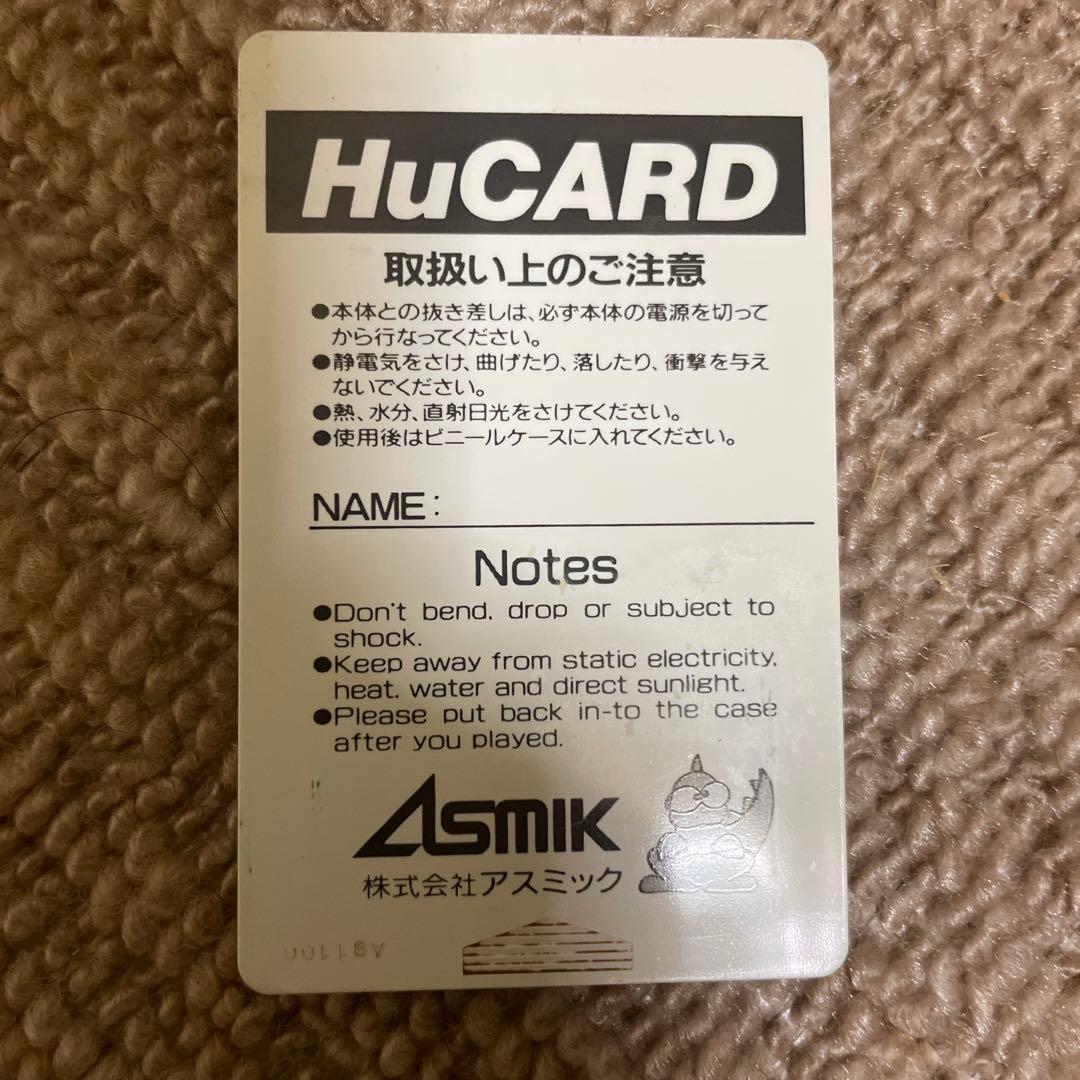 HuCARD
取扱い上のご注意
●本体との抜き差しは、必ず本体の電源を切って
から行なってください。
●静電気をさけ、曲げたり、落したり、衝撃を与え
ないでください。
●熱、水分、直射日光をさけてください。
●使用後はビニールケースに入れてください。
NAME:
Notes
●Don't bend, drop or subject to
shock.
●Keep away from static electricity,
heat, water and direct sunlight.
●Please put back in-to the case
after you played.
ASMIK
株式会社アスミック